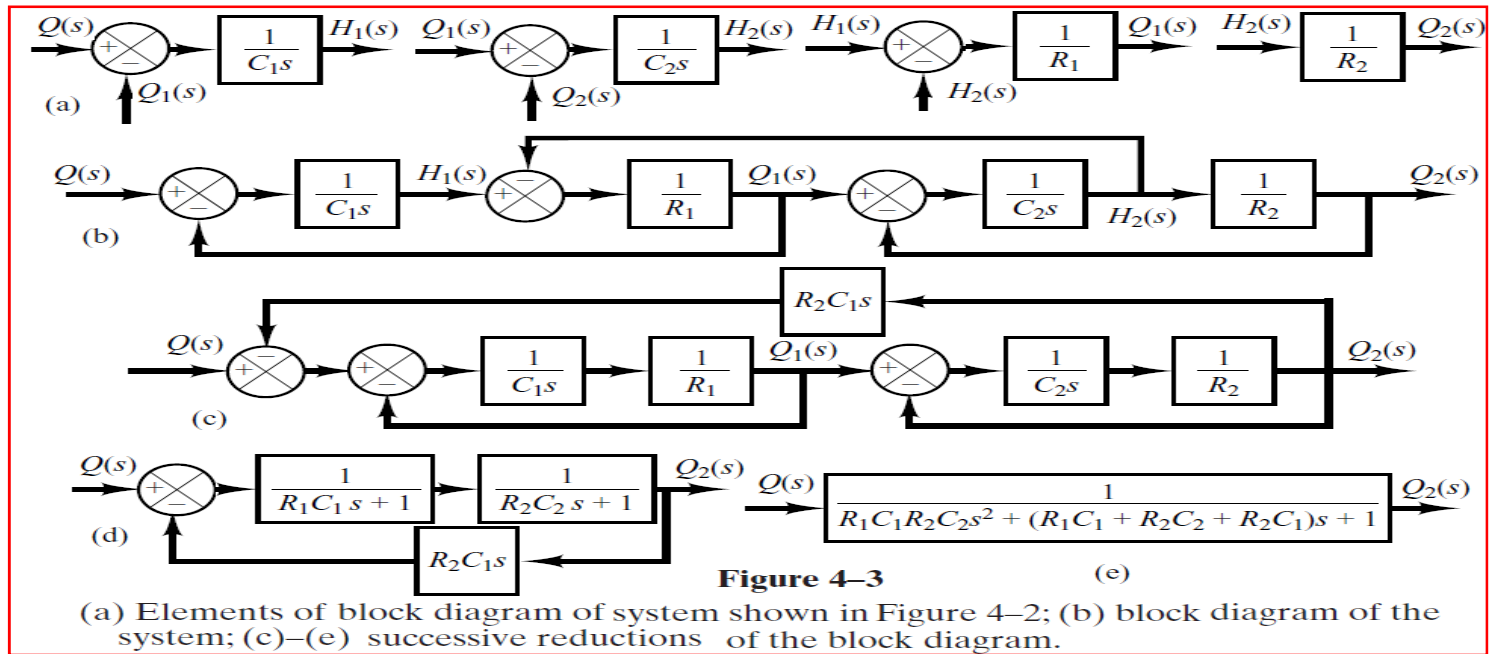 Q(s) + − 1/C₁s H₁(s) Q₁(s) + − 1/C₂s H₂(s) H₁(s) + − 1/R₁ Q₁(s) H₂(s) 1/R₂ Q₂(s)
(a) Q₁(s) Q₂(s) H₂(s)
Q(s) + − 1/C₁s H₁(s) + − 1/R₁ Q₁(s) + − 1/C₂s H₂(s) 1/R₂ Q₂(s)
(b)
R₂C₁s
Q(s) − + + − 1/C₁s 1/R₁ Q₁(s) + − 1/C₂s 1/R₂ Q₂(s)
(c)
Q(s) + − 1/R₁C₁ s + 1 1/R₂C₂ s + 1 Q₂(s) Q(s) 1/R₁C₁R₂C₂s² + (R₁C₁ + R₂C₂ + R₂C₁)s + 1 Q₂(s)
(d) R₂C₁s
Figure 4–3 (e)
(a) Elements of block diagram of system shown in Figure 4–2; (b) block diagram of the
system; (c)–(e) successive reductions of the block diagram.